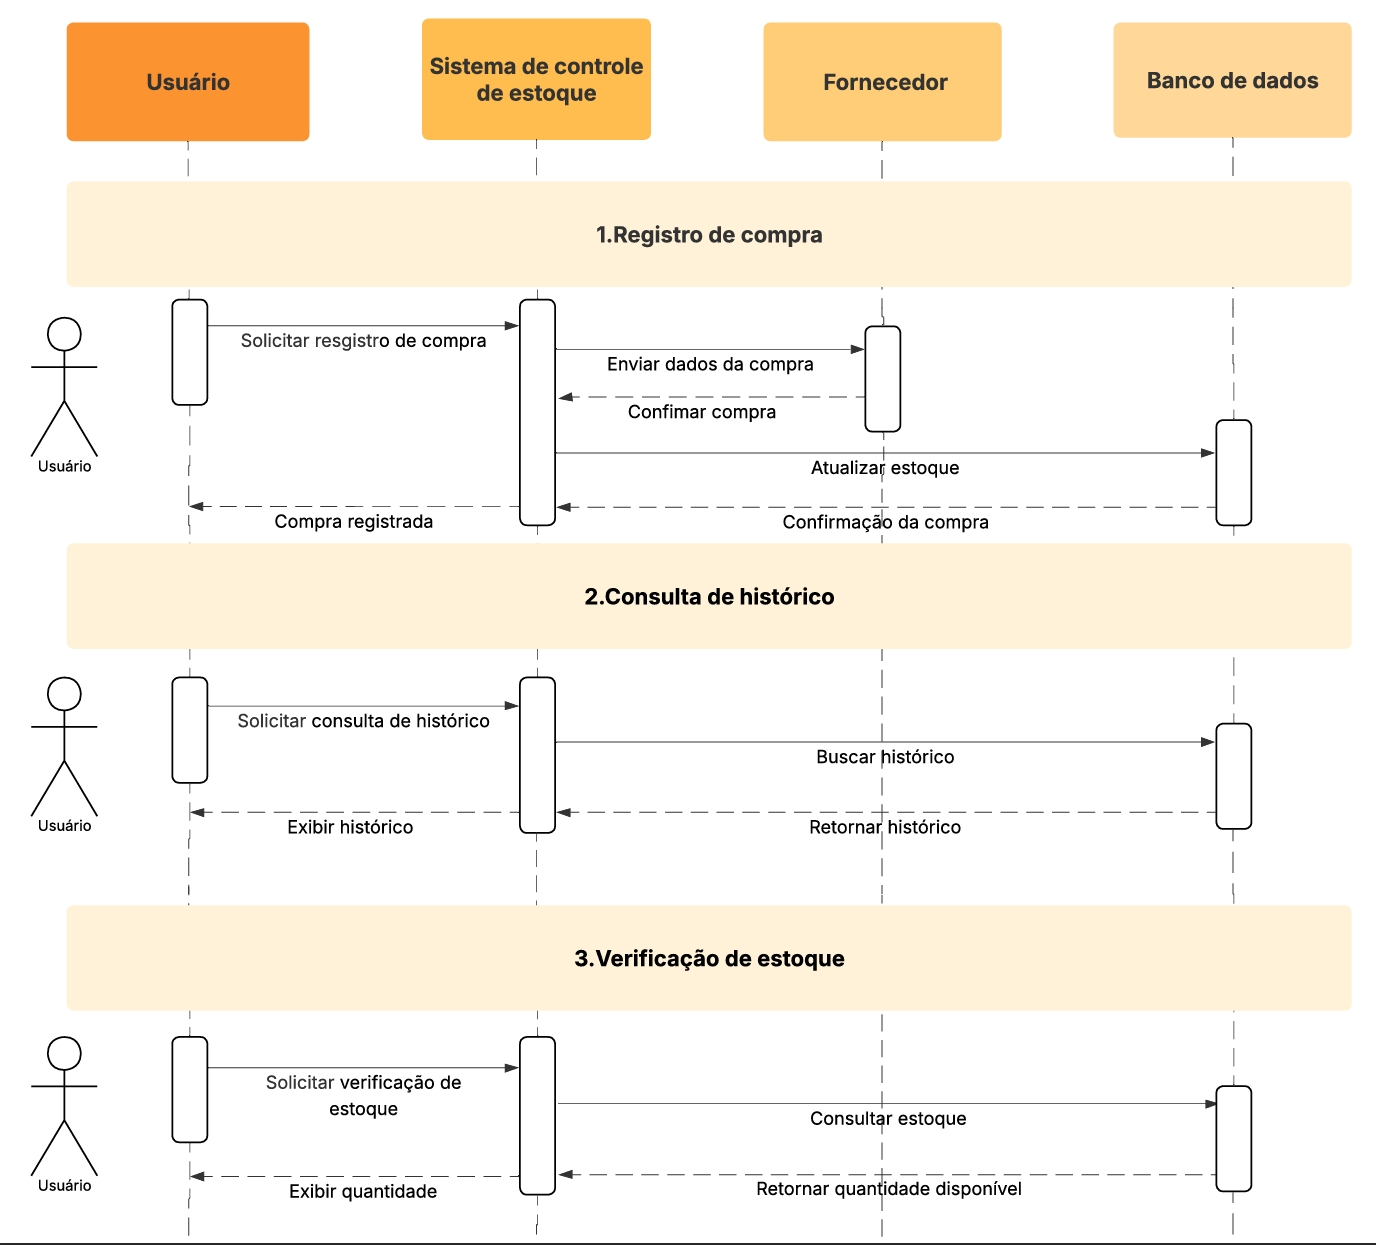 Usuário
Sistema de controle
de estoque
Fornecedor
Banco de dados
1.Registro de compra
Solicitar resgistro de compra
Enviar dados da compra
Confimar compra
Usuário
Atualizar estoque
Compra registrada
Confirmação da compra
2.Consulta de histórico
Solicitar consulta de histórico
Buscar histórico
Usuário
Exibir histórico
Retornar histórico
3.Verificação de estoque
Solicitar verificação de
estoque
Consultar estoque
Usuário
Exibir quantidade
Retornar quantidade disponível